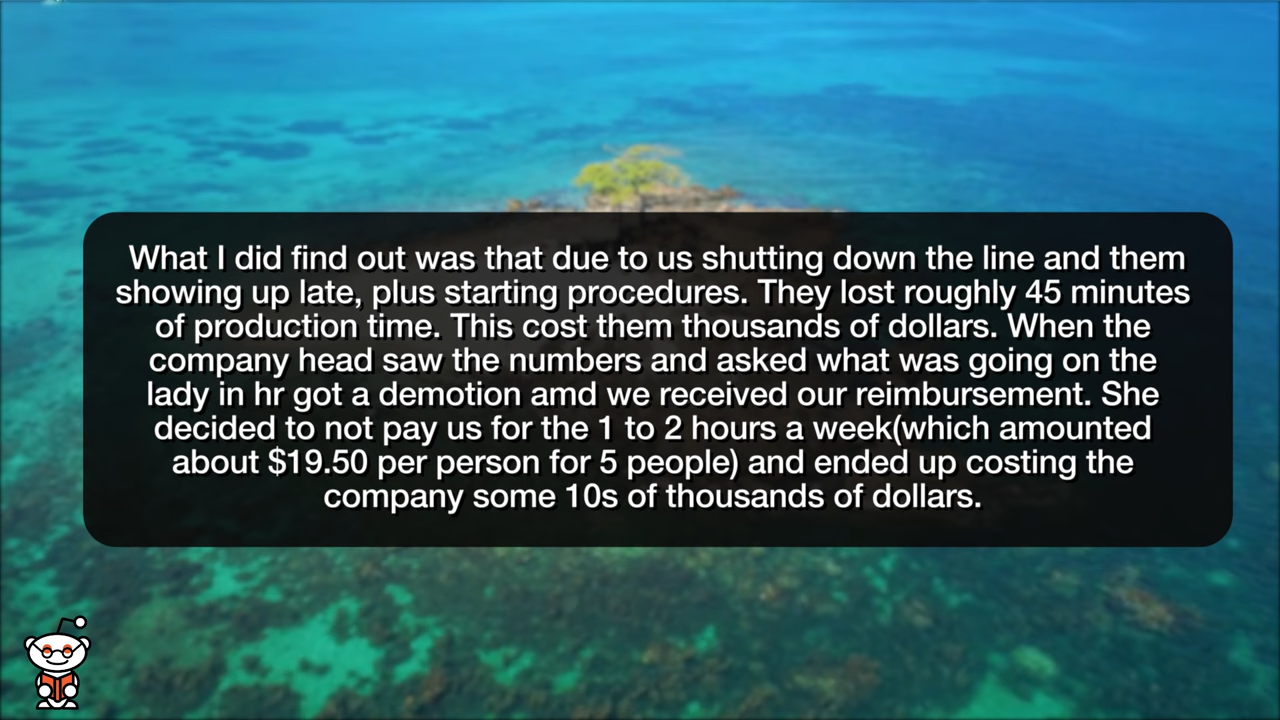 What I did find out was that due to us shutting down the line and them
showing up late, plus starting procedures. They lost roughly 45 minutes
of production time. This cost them thousands of dollars. When the
company head saw the numbers and asked what was going on the
lady in hr got a demotion amd we received our reimbursement. She
decided to not pay us for the 1 to 2 hours a week(which amounted
about $19.50 per person for 5 people) and ended up costing the
company some 10s of thousands of dollars.